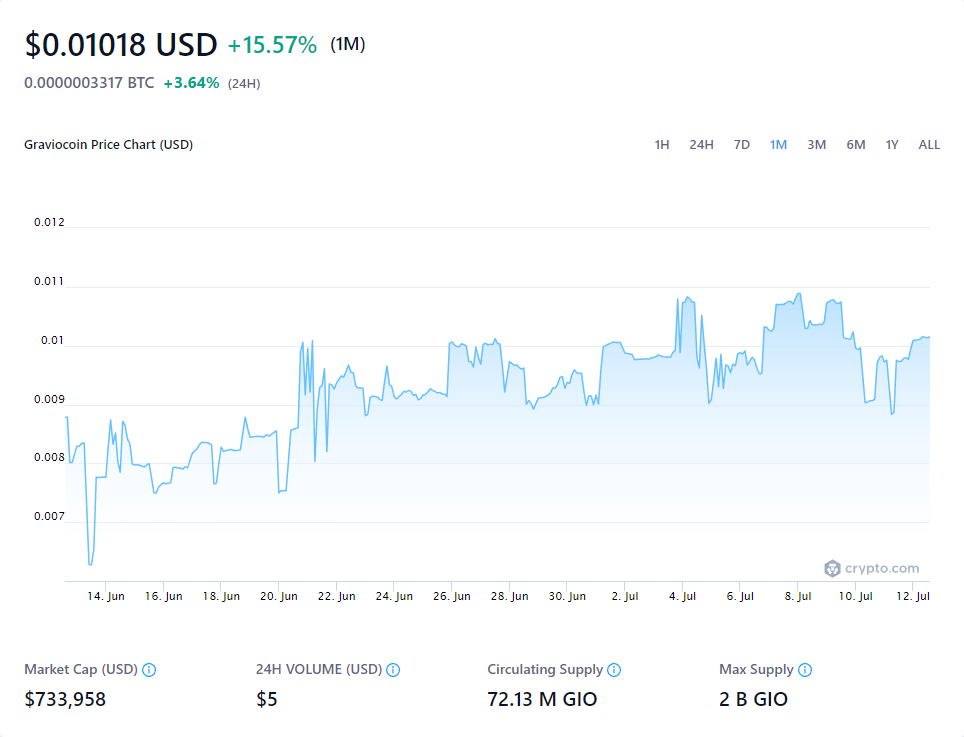 $0.01018 USD +15.57% (1M)
0.0000003317 BTC +3.64% (24H)
Graviocoin Price Chart (USD) 1H 24H 7D 1M 3M 6M 1Y ALL
0.012
0.011
0.01
0.009
0.008
0.007
crypto.com
14. Jun 16. Jun 18. Jun 20. Jun 22. Jun 24. Jun 26. Jun 28. Jun 30. Jun 2. Jul 4. Jul 6. Jul 8. Jul 10. Jul 12. Jul
Market Cap (USD) 24H VOLUME (USD) Circulating Supply Max Supply
$733,958 $5 72.13 M GIO 2 B GIO